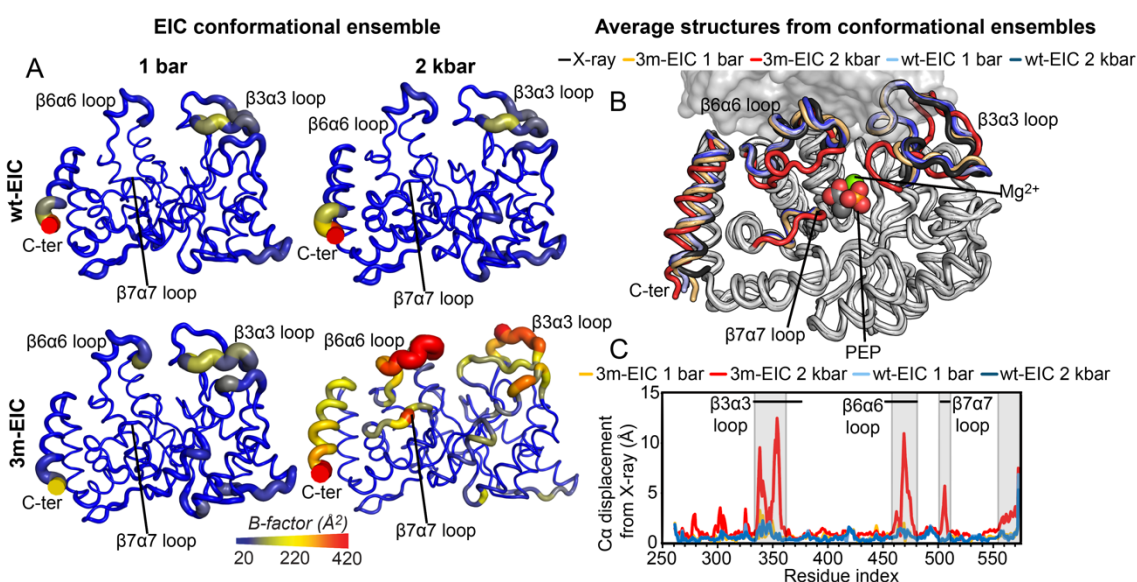 EIC conformational ensemble
A
1 bar
2 kbar
wt-EIC
β6α6 loop
β3α3 loop
C-ter
β7α7 loop
β6α6 loop
β3α3 loop
C-ter
β7α7 loop
3m-EIC
β6α6 loop
β3α3 loop
C-ter
β7α7 loop
β6α6 loop
β3α3 loop
C-ter
β7α7 loop
B-factor (Å²)
20 220 420
Average structures from conformational ensembles
X-ray 3m-EIC 1 bar 3m-EIC 2 kbar wt-EIC 1 bar wt-EIC 2 kbar
B
β6α6 loop
β3α3 loop
Mg²⁺
C-ter
β7α7 loop
PEP
C
3m-EIC 1 bar 3m-EIC 2 kbar wt-EIC 1 bar wt-EIC 2 kbar
Cα displacement
from X-ray (Å)
15
10
5
0
β3α3
loop
β6α6
loop
β7α7
loop
250 300 350 400 450 500 550
Residue index